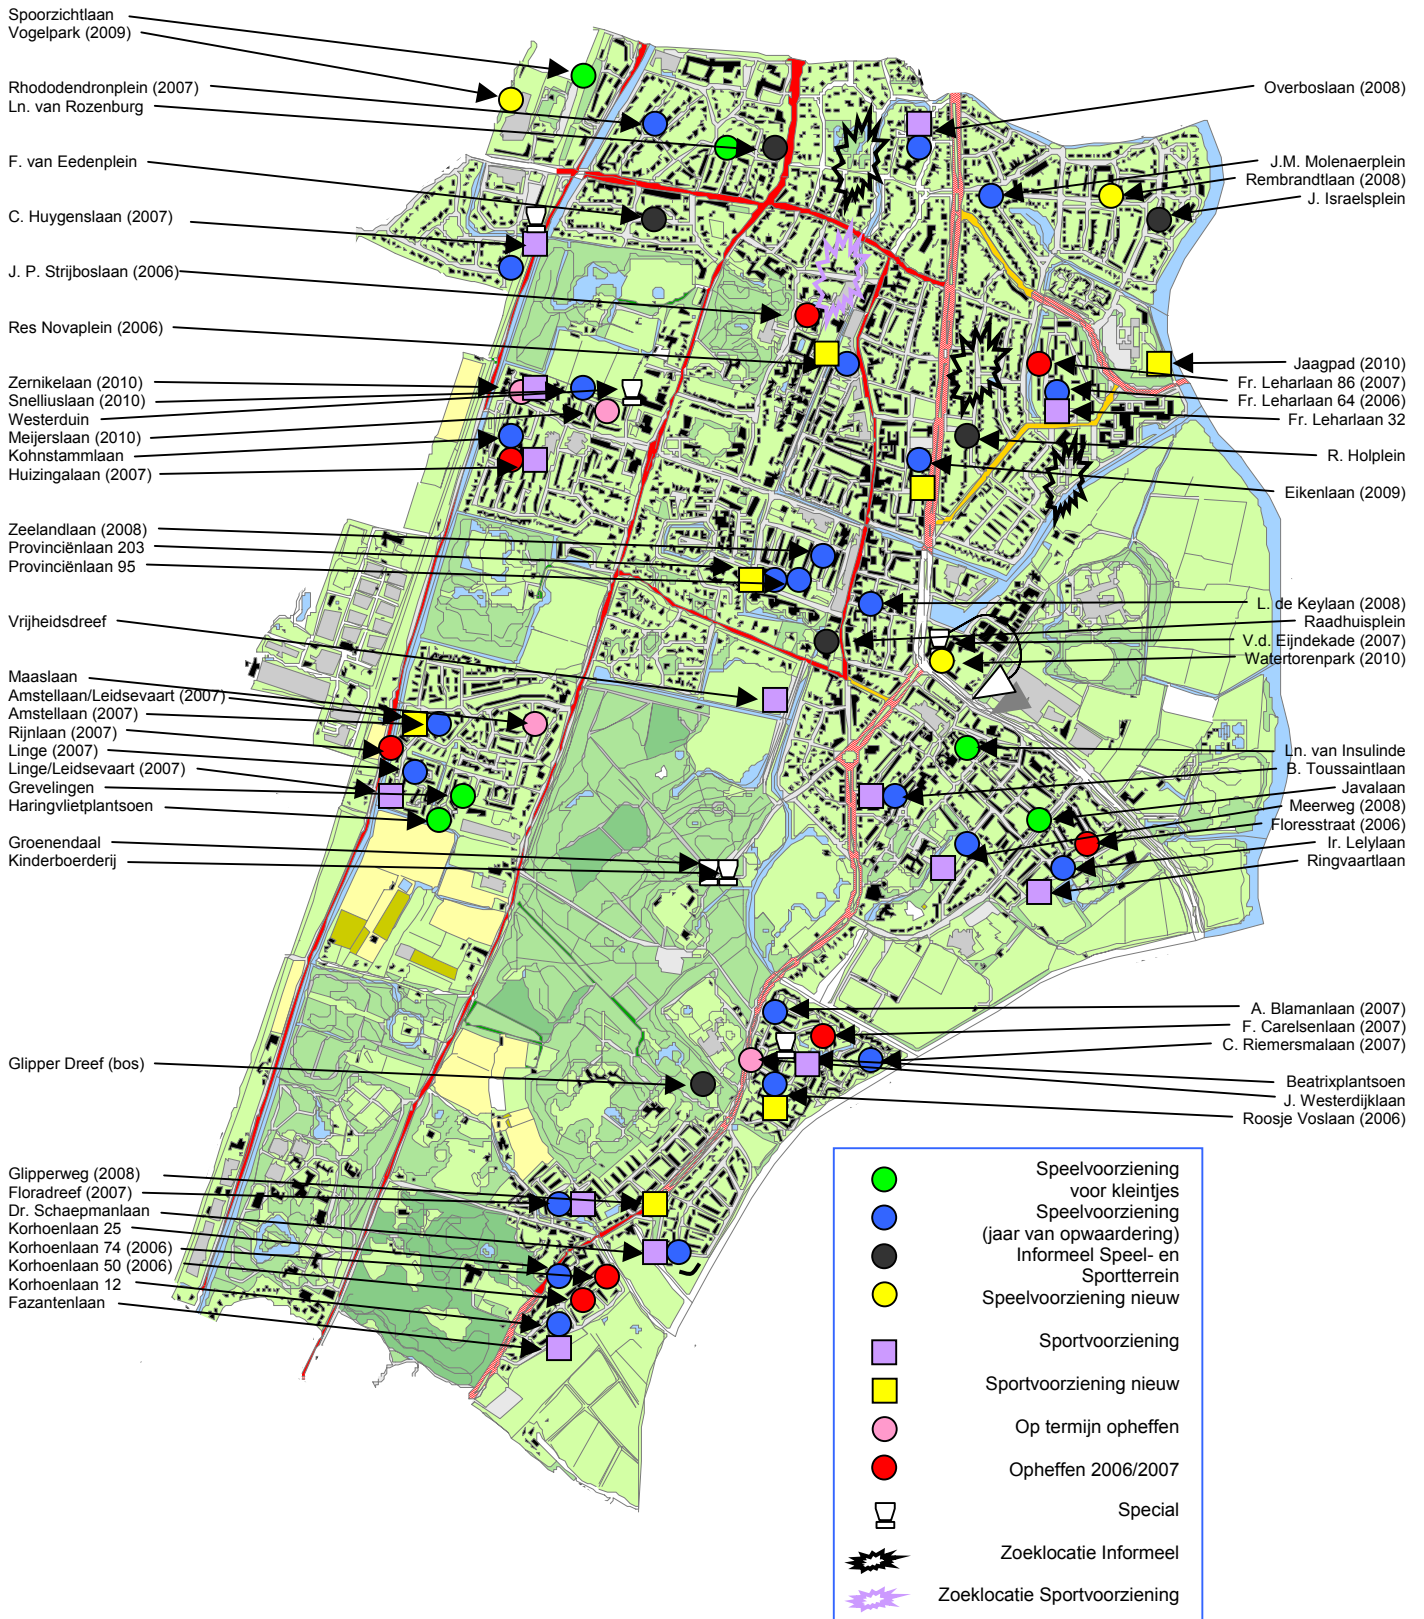 Spoorzichtlaan
Vogelpark (2009)
Rhododendronplein (2007)
Ln. van Rozenburg
F. van Eedenplein
C. Huygenslaan (2007)
J. P. Strijboslaan (2006)
Res Novaplein (2006)
Zernikelaan (2010)
Snelliuslaan (2010)
Westerduin
Meijerslaan (2010)
Kohnstammlaan
Huizingalaan (2007)
Zeelandlaan (2008)
Provinciënlaan 203
Provinciënlaan 95
Vrijheidsdreef
Maaslaan
Amstellaan/Leidsevaart (2007)
Amstellaan (2007)
Rijnlaan (2007)
Linge (2007)
Linge/Leidsevaart (2007)
Grevelingen
Haringvlietplantsoen
Groenendaal
Kinderboerderij
Glipper Dreef (bos)
Glipperweg (2008)
Floradreef (2007)
Dr. Schaepmanlaan
Korhoenlaan 25
Korhoenlaan 74 (2006)
Korhoenlaan 50 (2006)
Korhoenlaan 12
Fazantenlaan
Overboslaan (2008)
J.M. Molenaerplein
Rembrandtlaan (2008)
J. Israelsplein
Jaagpad (2010)
Fr. Leharlaan 86 (2007)
Fr. Leharlaan 64 (2006)
Fr. Leharlaan 32
R. Holplein
Eikenlaan (2009)
L. de Keylaan (2008)
Raadhuisplein
V.d. Eijndekade (2007)
Watertorenpark (2010)
Ln. van Insulinde
B. Toussaintlaan
Javalaan
Meerweg (2008)
Floresstraat (2006)
Ir. Lelylaan
Ringvaartlaan
A. Blamanlaan (2007)
F. Carelsenlaan (2007)
C. Riemersmalaan (2007)
Beatrixplantsoen
J. Westerdijklaan
Roosje Voslaan (2006)
Speelvoorziening
voor kleintjes
Speelvoorziening
(jaar van opwaardering)
Informeel Speel- en
Sportterrein
Speelvoorziening nieuw
Sportvoorziening
Sportvoorziening nieuw
Op termijn opheffen
Opheffen 2006/2007
Special
Zoeklocatie Informeel
Zoeklocatie Sportvoorziening